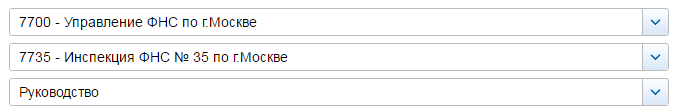 7700 - Управление ФНС по г.Москве
7735 - Инспекция ФНС № 35 по г.Москве
Руководство